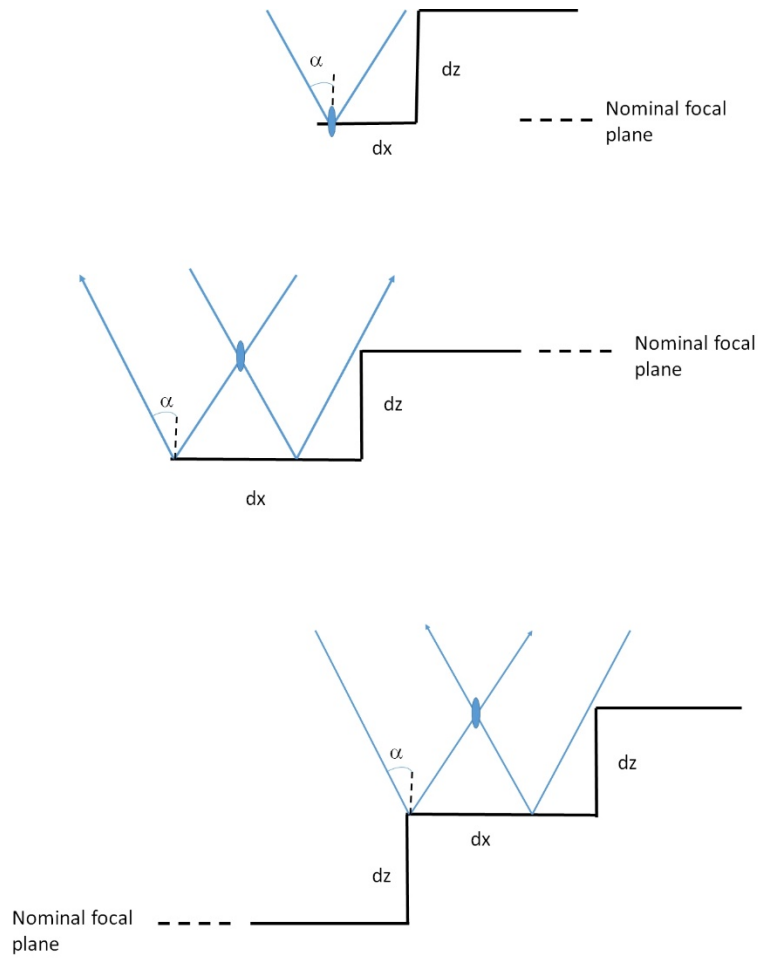 α
dz
Nominal focal
plane
dx
Nominal focal
plane
α
dz
dx
α
dz
dx
dz
Nominal focal
plane